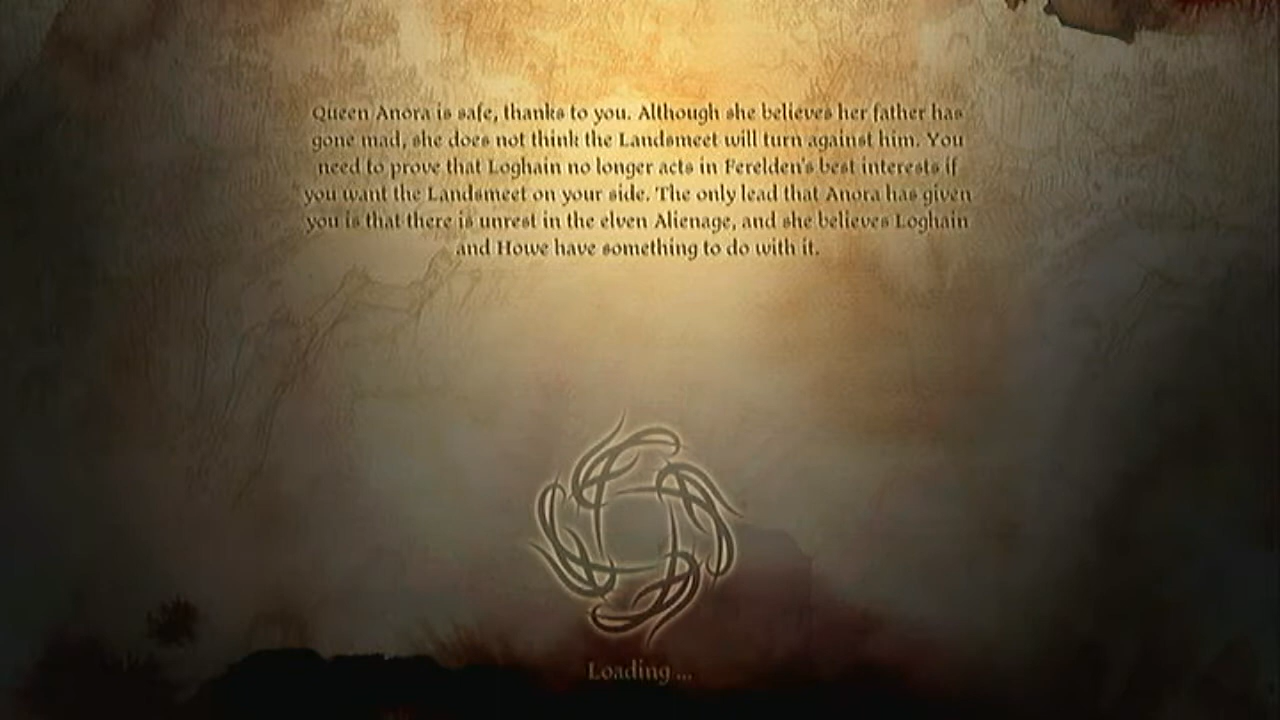 Queen Anora is safe, thanks to you. Although she believes her father has
gone mad, she does not think the Landsmeet will turn against him. You
need to prove that Loghain no longer acts in Ferelden's best interests if
you want the Landsmeet on your side. The only lead that Anora has given
you is that there is unrest in the elven Alienage, and she believes Loghain
and Howe have something to do with it.
Loading ...